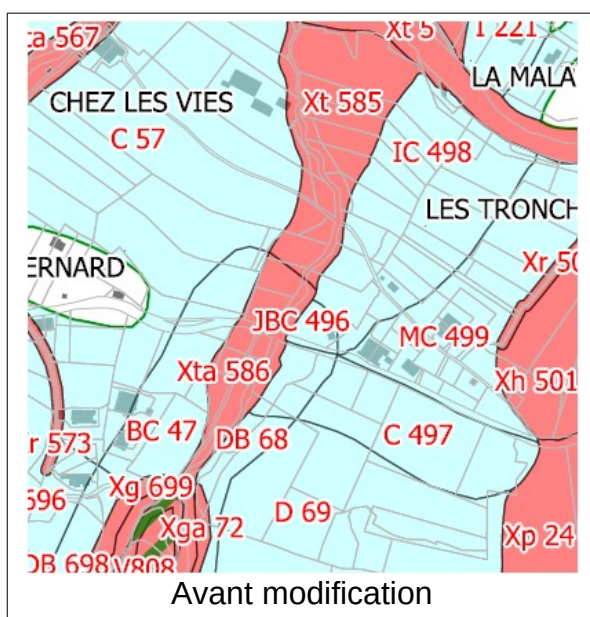 ta 567
Xt 5
I 221
LA MALA
CHEZ LES VIES
Xt 585
C 57
IC 498
LES TRONCH
ERNARD
Xr 50
JBC 496
MC 499
Xta 586
Xh 501
r 573
BC 47
DB 68
C 497
Xg 699
696
Xga 72
D 69
Xp 24
DB 698
V808
Avant modification